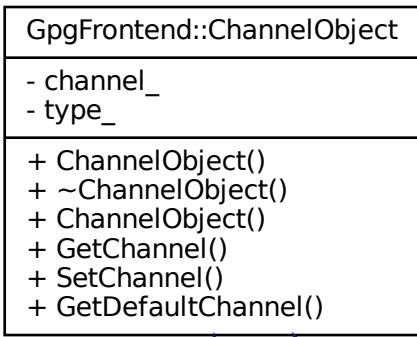 GpgFrontend::ChannelObject
- channel_
- type_
+ ChannelObject()
+ ~ChannelObject()
+ ChannelObject()
+ GetChannel()
+ SetChannel()
+ GetDefaultChannel()